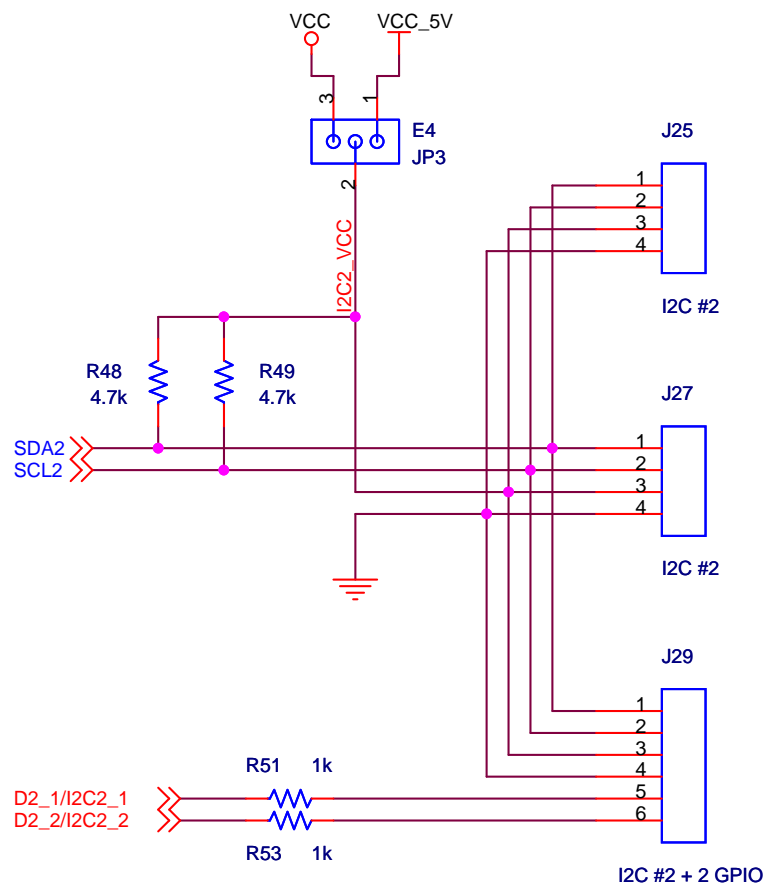 VCC VCC_5V
3 1
E4
JP3
2
I2C2_VCC
J25
1
2
3
4
I2C #2
R48
4.7k
R49
4.7k
J27
SDA2
SCL2
1
2
3
4
I2C #2
J29
1
2
3
4
5
6
R51 1k
D2_1/I2C2_1
D2_2/I2C2_2
R53 1k
I2C #2 + 2 GPIO